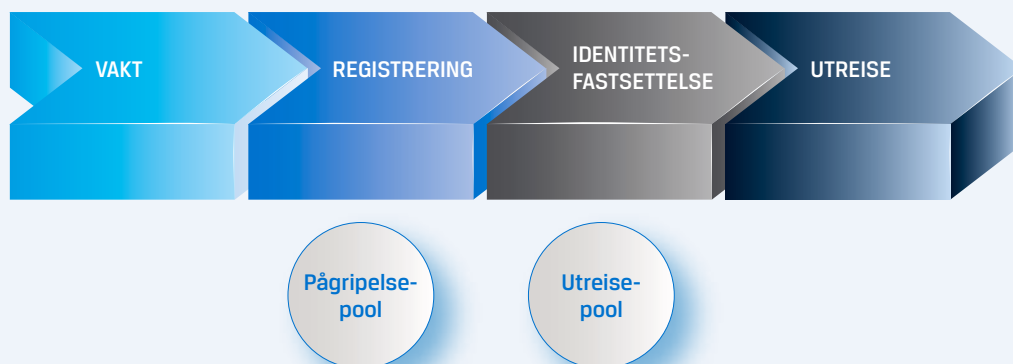 VAKT
REGISTRERING
IDENTITETS-
FASTSETTELSE
UTREISE
Pågripelse-
pool
Utreise-
pool